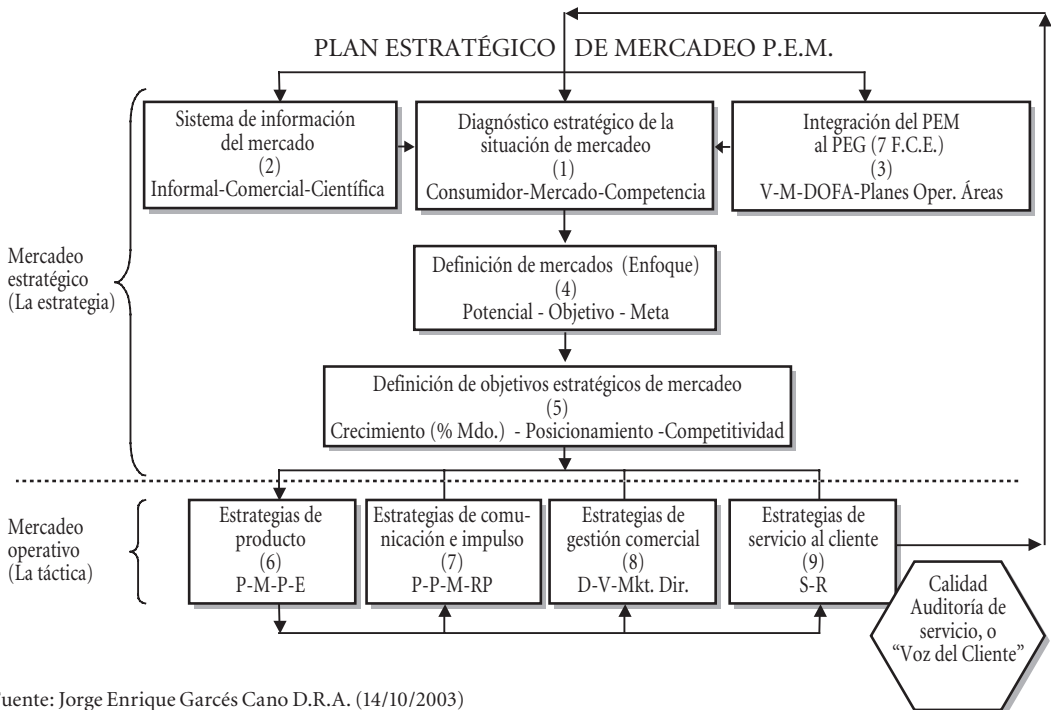 PLAN ESTRATÉGICO DE MERCADEO P.E.M.
Sistema de información
del mercado
(2)
Informal-Comercial-Científica
Diagnóstico estratégico de la
situación de mercadeo
(1)
Consumidor-Mercado-Competencia
Integración del PEM
al PEG (7 F.C.E.)
(3)
V-M-DOFA-Planes Oper. Áreas
Mercadeo
estratégico
(La estrategia)
Definición de mercados (Enfoque)
(4)
Potencial - Objetivo - Meta
Definición de objetivos estratégicos de mercadeo
(5)
Crecimiento (% Mdo.) - Posicionamiento -Competitividad
Mercadeo
operativo
(La táctica)
Estrategias de
producto
(6)
P-M-P-E
Estrategias de comu-
nicación e impulso
(7)
P-P-M-RP
Estrategias de
gestión comercial
(8)
D-V-Mkt. Dir.
Estrategias de
servicio al cliente
(9)
S-R
Calidad
Auditoría de
servicio, o
“Voz del Cliente”
uente: Jorge Enrique Garcés Cano D.R.A. (14/10/2003)